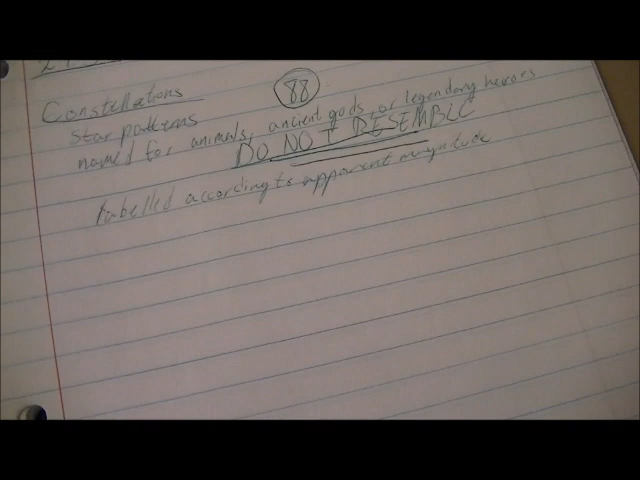 Constellations
88
star patterns
named for animals, ancient gods, or legendary heroes
DO NOT RESEMBLE
labelled according to apparent magnitude